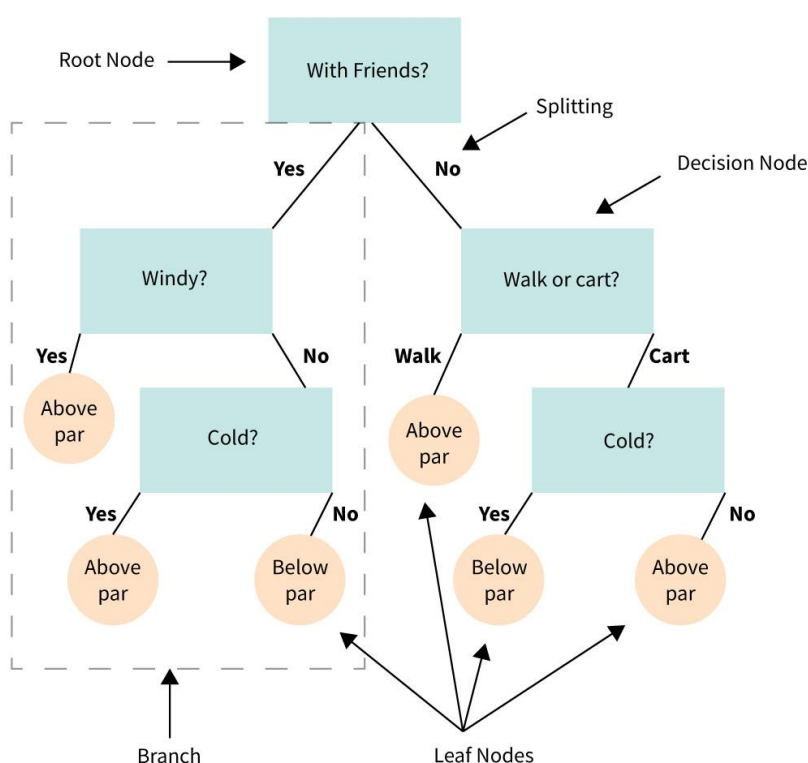 Root Node
With Friends?
Splitting
Yes
No
Decision Node
Windy?
Walk or cart?
Yes
No
Walk
Cart
Above
par
Cold?
Above
par
Cold?
Yes
No
Yes
No
Above
par
Below
par
Below
par
Above
par
Branch
Leaf Nodes